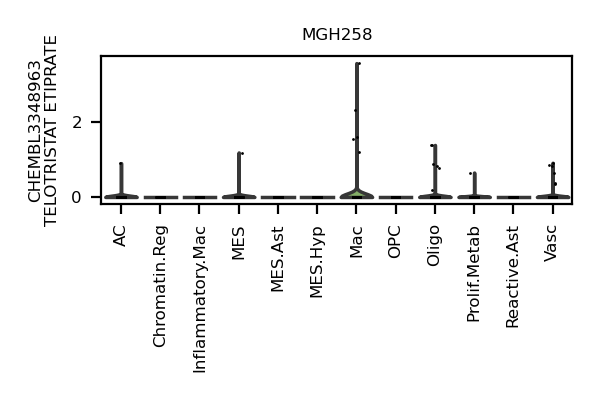 MGH258
CHEMBL3348963
TELOTRISTAT ETIPRATE
2
0
AC
Chromatin.Reg
Inflammatory.Mac
MES
MES.Ast
MES.Hyp
Mac
OPC
Oligo
Prolif.Metab
Reactive.Ast
Vasc